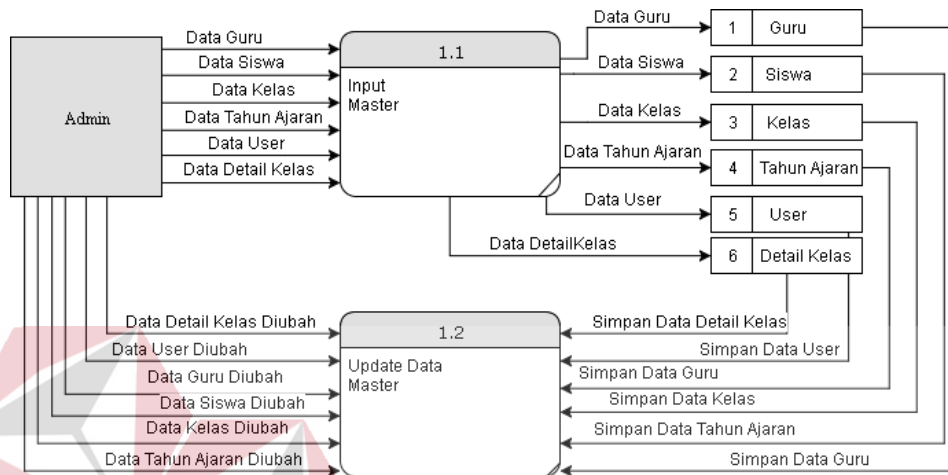 Admin
Data Guru
Data Siswa
Data Kelas
Data Tahun Ajaran
Data User
Data Detail Kelas
1.1
Input
Master
Data Guru
Data Siswa
Data Kelas
Data Tahun Ajaran
Data User
Data DetailKelas
1 Guru
2 Siswa
3 Kelas
4 Tahun Ajaran
5 User
6 Detail Kelas
Data Detail Kelas Diubah
Data User Diubah
Data Guru Diubah
Data Siswa Diubah
Data Kelas Diubah
Data Tahun Ajaran Diubah
1.2
Update Data
Master
Simpan Data Detail Kelas
Simpan Data User
Simpan Data Guru
Simpan Data Kelas
Simpan Data Tahun Ajaran
Simpan Data Guru